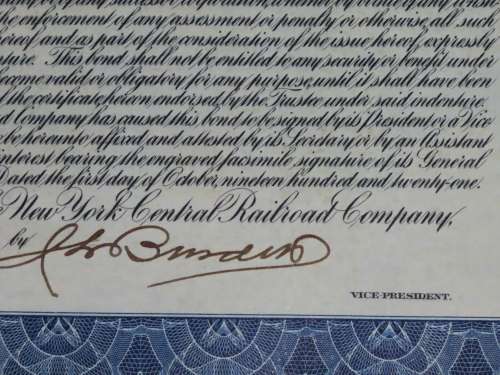 the enforcement of any assessment or penalty or otherwise, all such
hereof and as part of the consideration of the issue hereof, expressly
ture. This bond shall not be entitled to any security or benefit under
become valid or obligatory for any purpose, until it shall have been
the certificate hereon endorsed, by the Trustee under said indenture.
d Company has caused this bond to be signed by its President or a Vice
be hereunto affixed and attested by its Secretary or by an Assistant
interest bearing the engraved facsimile signature of its General
Dated the first day of October, nineteen hundred and twenty-one.
New York Central Railroad Company,
by
VICE-PRESIDENT.